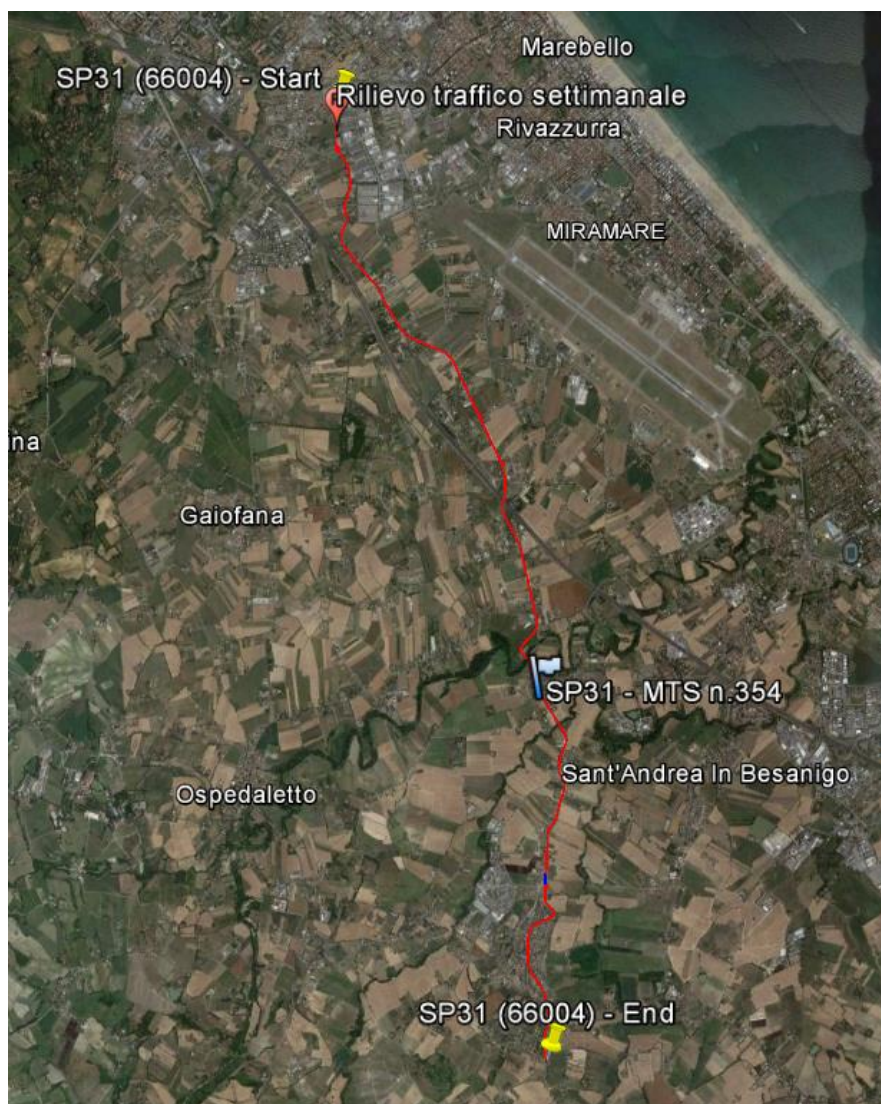 Marebello
SP31 (66004) - Start
Rilievo traffico settimanale
Rivazzurra
MIRAMARE
ina
Gaiofana
SP31 - MTS n.354
Sant'Andrea In Besanigo
Ospedaletto
SP31 (66004) - End